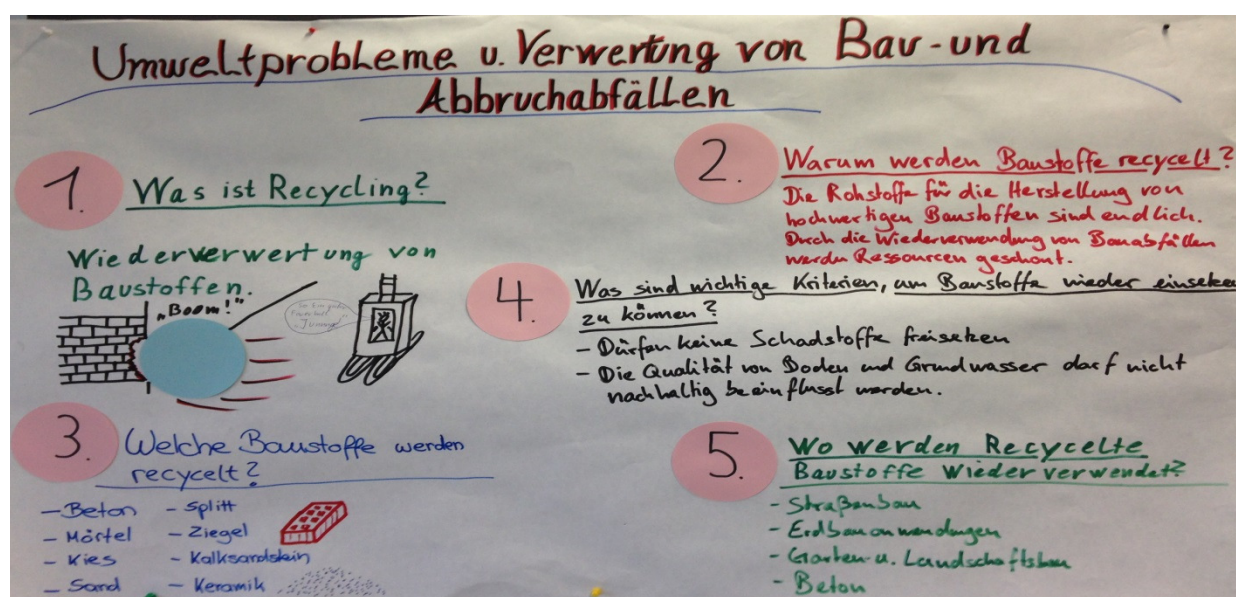 Umweltprobleme u. Verwertung von Bau- und
Abbruchabfällen
1. Was ist Recycling?
Wiederverwertung von
Baustoffen.
"Boom!"
2. Warum werden Baustoffe recycelt?
Die Rohstoffe für die Herstellung von
hochwertigen Baustoffen sind endlich.
Durch die Wiederverwendung von Bauabfällen
werden Ressourcen geschont.
3. Welche Baustoffe werden
recycelt?
- Beton - Splitt
- Mörtel - Ziegel
- Kies - Kalksandstein
- Sand - Keramik
4. Was sind wichtige Kriterien, um Baustoffe wieder einsetzen
zu können?
- Dürfen keine Schadstoffe freisetzen
- Die Qualität von Boden und Grundwasser darf nicht
nachhaltig beeinflusst werden.
5. Wo werden Recycelte
Baustoffe Wiederverwendet?
- Straßenbau
- Erdbauanwendungen
- Garten- u. Landschaftsbau
- Beton